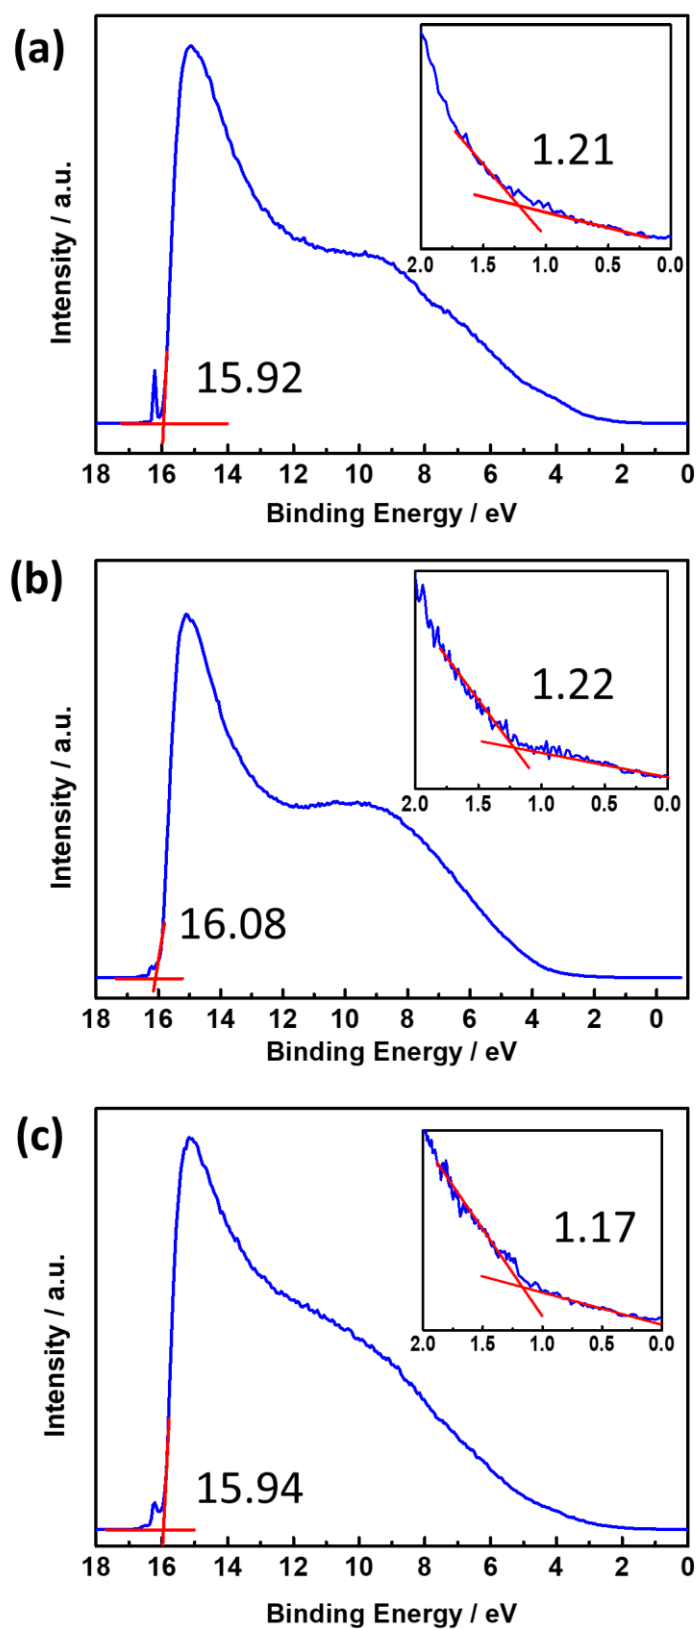 (a)
1.21
2.0 1.5 1.0 0.5 0.0
Intensity / a.u.
15.92
18 16 14 12 10 8 6 4 2 0
Binding Energy / eV
(b)
1.22
2.0 1.5 1.0 0.5 0.0
Intensity / a.u.
16.08
18 16 14 12 10 8 6 4 2 0
Binding Energy / eV
(c)
1.17
2.0 1.5 1.0 0.5 0.0
Intensity / a.u.
15.94
18 16 14 12 10 8 6 4 2 0
Binding Energy / eV